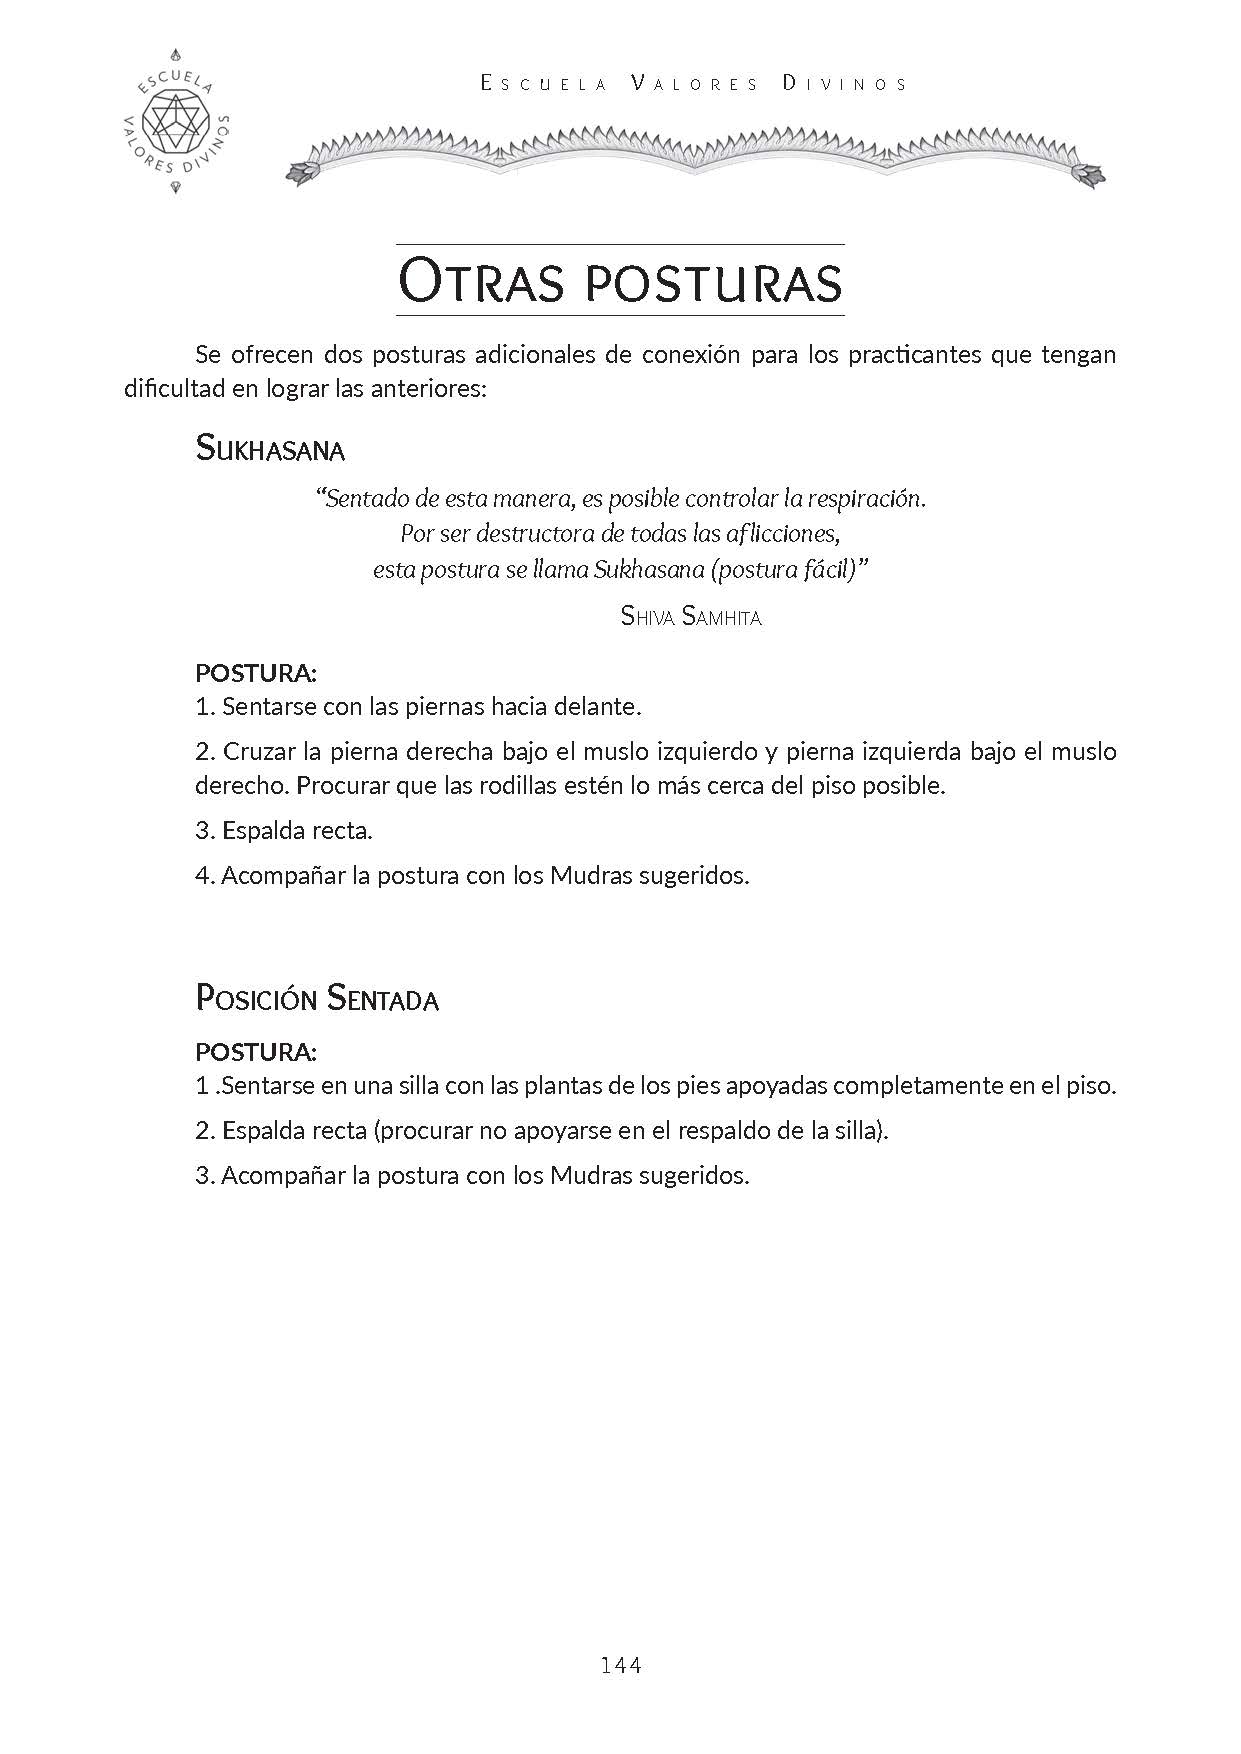 ESCUELA VALORES DIVINOS
Escuela Valores Divinos
Otras posturas
Se ofrecen dos posturas adicionales de conexión para los practicantes que tengan
dificultad en lograr las anteriores:
Sukhasana
“Sentado de esta manera, es posible controlar la respiración.
Por ser destructora de todas las aflicciones,
esta postura se llama Sukhasana (postura fácil)”
Shiva Samhita
POSTURA:
1. Sentarse con las piernas hacia delante.
2. Cruzar la pierna derecha bajo el muslo izquierdo y pierna izquierda bajo el muslo
derecho. Procurar que las rodillas estén lo más cerca del piso posible.
3. Espalda recta.
4. Acompañar la postura con los Mudras sugeridos.
Posición Sentada
POSTURA:
1 .Sentarse en una silla con las plantas de los pies apoyadas completamente en el piso.
2. Espalda recta (procurar no apoyarse en el respaldo de la silla).
3. Acompañar la postura con los Mudras sugeridos.
144